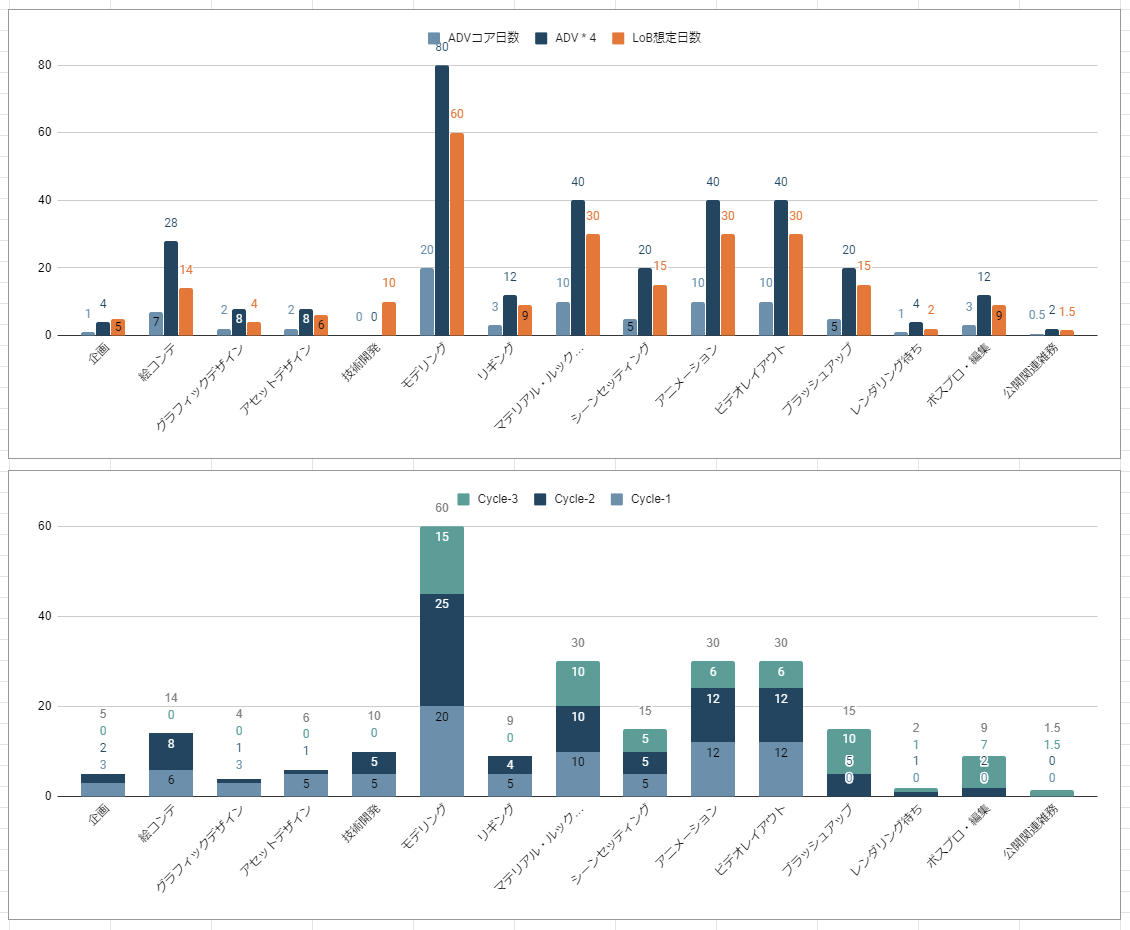 ADVコア日数 ADV * 4 LoB想定日数
80
80
60
60
40
40 40 40
28
30 30 30
20
20 20 20
14 10 12 10 15 10 10 15 12
1 4 5 7 2 8 4 2 8 6 0 0 3 9 5 5 1 4 2 3 9 0.5 2 1.5
0
企画 絵コンテ グラフィックデザイン アセットデザイン 技術開発 モデリング リギング マテリアル・ルック… シーンセッティング アニメーション ビデオレイアウト ブラッシュアップ レンダリング待ち ポスプロ・編集 公開関連雑務
Cycle-3 Cycle-2 Cycle-1
60
60
15
40
25
30 30 30
10 6 6
20
14 15 15
5 0 4 6 10 20 9 10 12 12 2 9 1.5
0 8 0 0 0 0 5 10 1 7 1.5
2 1 1 5 4 5 5 1 2 0
3 6 3 5 5 5 10 5 12 12 0 0 0 0
0
企画 絵コンテ グラフィックデザイン アセットデザイン 技術開発 モデリング リギング マテリアル・ルック… シーンセッティング アニメーション ビデオレイアウト ブラッシュアップ レンダリング待ち ポスプロ・編集 公開関連雑務